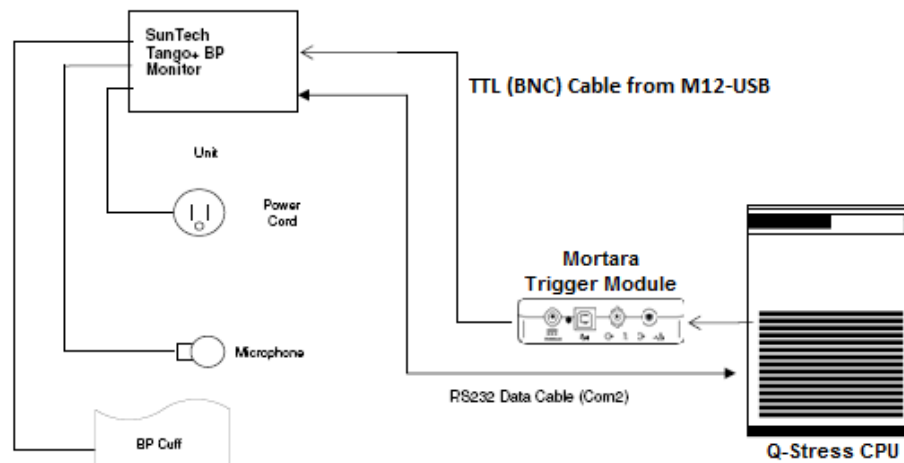 SunTech
Tango+ BP
Monitor
TTL (BNC) Cable from M12-USB
Unit
Power
Cord
Mortara
Trigger Module
Microphone
RS232 Data Cable (Com2)
BP Cuff
Q-Stress CPU